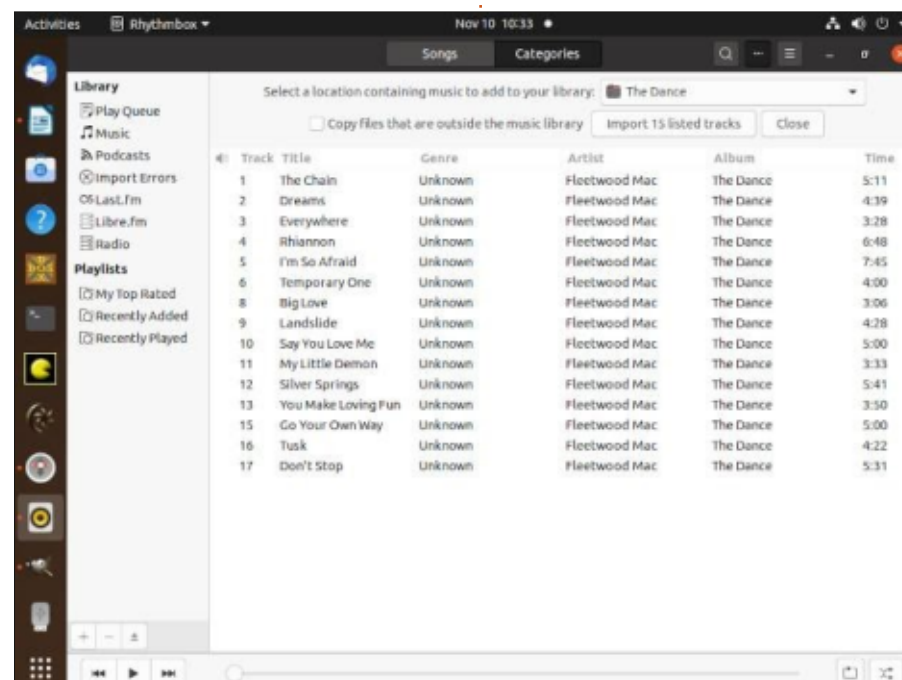 Activities Rhythmbox Nov 10 10:33
Songs Categories
Library
Play Queue
Music
Podcasts
Import Errors
Last.fm
Libre.fm
Radio
Playlists
My Top Rated
Recently Added
Recently Played
Select a location containing music to add to your library: The Dance
Copy files that are outside the music library Import 15 listed tracks Close
Track Title Genre Artist Album Time
1 The Chain Unknown Fleetwood Mac The Dance 5:11
2 Dreams Unknown Fleetwood Mac The Dance 4:39
3 Everywhere Unknown Fleetwood Mac The Dance 3:28
4 Rhiannon Unknown Fleetwood Mac The Dance 6:48
5 I'm So Afraid Unknown Fleetwood Mac The Dance 7:45
6 Temporary One Unknown Fleetwood Mac The Dance 4:00
8 Big Love Unknown Fleetwood Mac The Dance 3:06
9 Landslide Unknown Fleetwood Mac The Dance 4:28
10 Say You Love Me Unknown Fleetwood Mac The Dance 5:00
11 My Little Demon Unknown Fleetwood Mac The Dance 3:33
12 Silver Springs Unknown Fleetwood Mac The Dance 5:41
13 You Make Loving Fun Unknown Fleetwood Mac The Dance 3:50
15 Go Your Own Way Unknown Fleetwood Mac The Dance 5:00
16 Tusk Unknown Fleetwood Mac The Dance 4:22
17 Don't Stop Unknown Fleetwood Mac The Dance 5:31